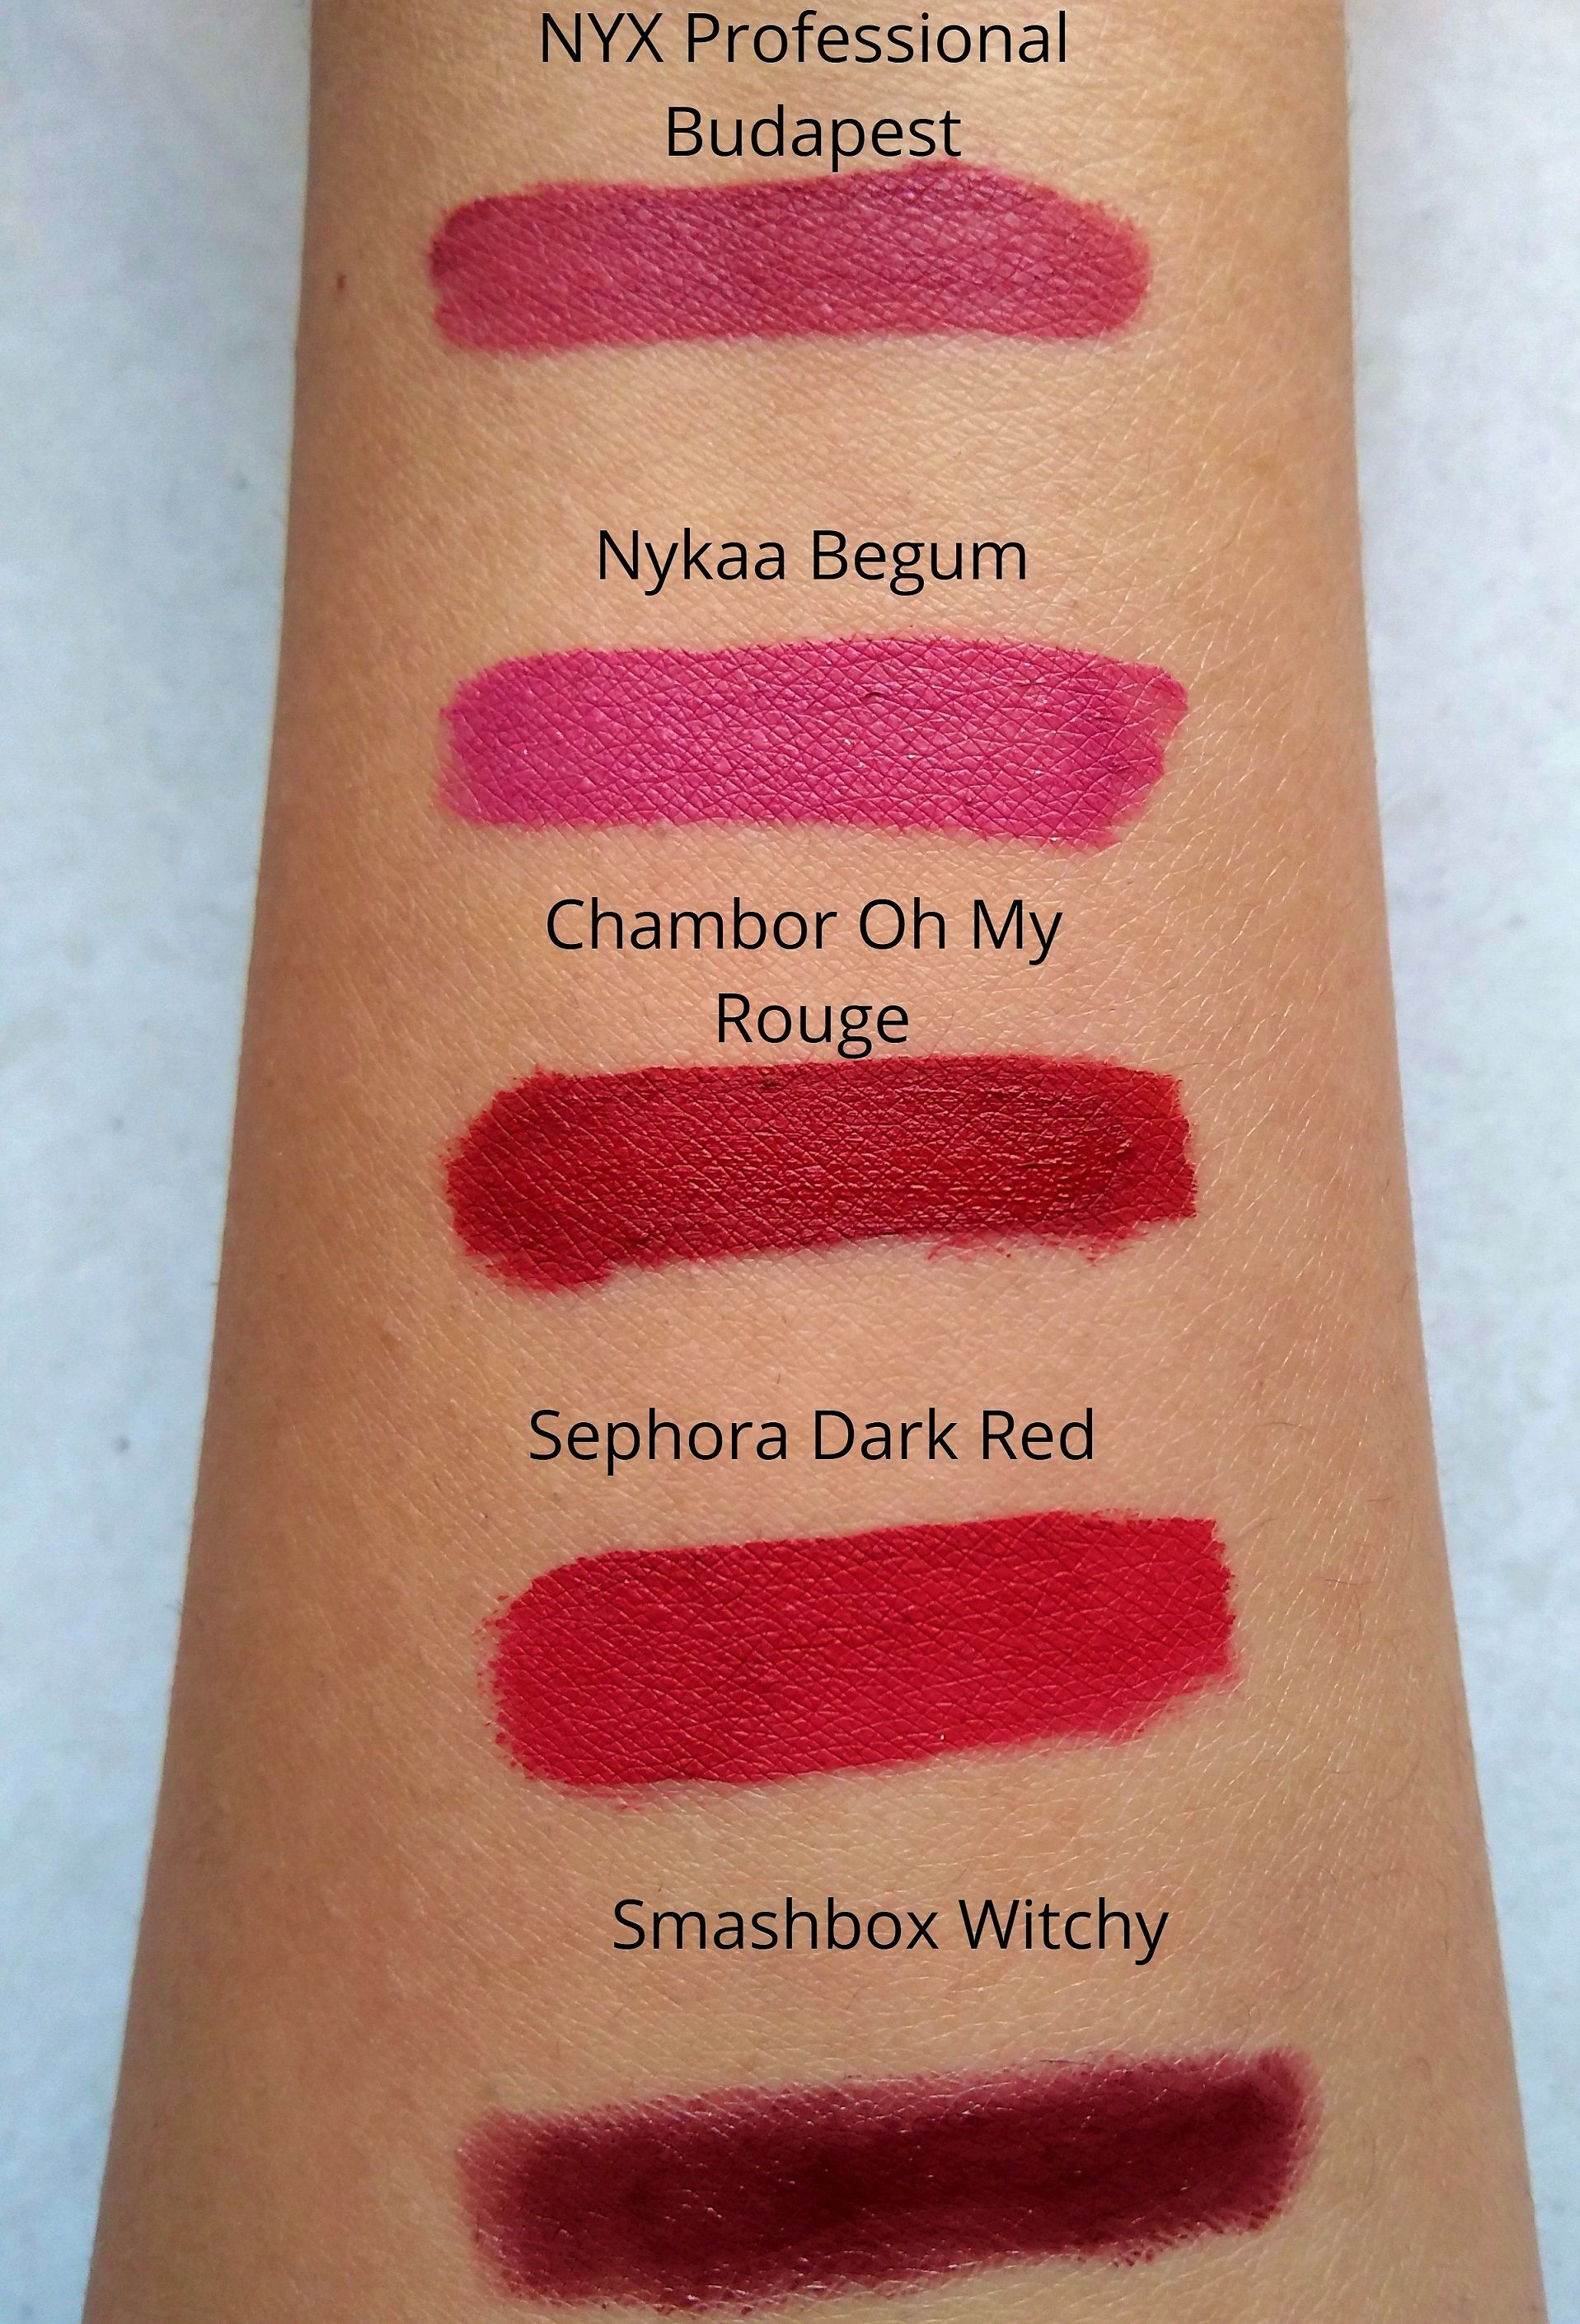 NYX Professional
Budapest
Nykaa Begum
Chambor Oh My
Rouge
Sephora Dark Red
Smashbox Witchy